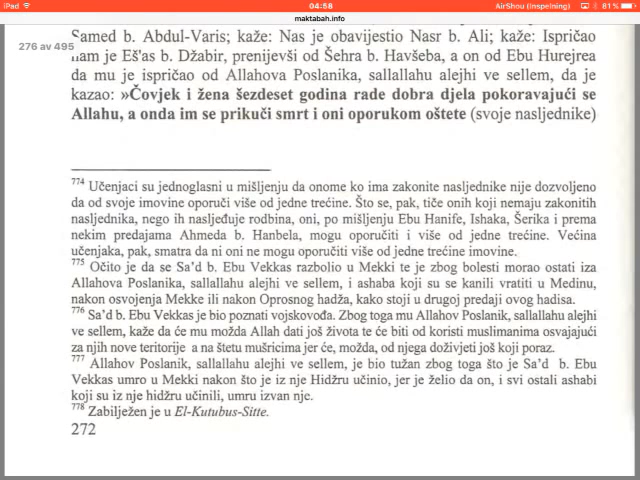 iPad
04:58
AirShou (Inspelning)
81 %
maktabah.info
276 av 495
Samed b. Abdul-Varis; kaže: Nas je obavijestio Nasr b. Ali; kaže: Ispričao
nam je Eš'as b. Džabir, prenijevši od Šehra b. Havšeba, a on od Ebu Hurejrea
da mu je ispričao od Allahova Poslanika, sallallahu alejhi ve sellem, da je
kazao: »Čovjek i žena šezdeset godina rade dobra djela pokoravajući se
Allahu, a onda im se prikuči smrt i oni oporukom oštete (svoje nasljednike)
774 Učenjaci su jednoglasni u mišljenju da onome ko ima zakonite nasljednike nije dozvoljeno
da od svoje imovine oporuči više od jedne trećine. Što se, pak, tiče onih koji nemaju zakonitih
nasljednika, nego ih nasljeđuje rodbina, oni, po mišljenju Ebu Hanife, Ishaka, Šerika i prema
nekim predajama Ahmeda b. Hanbela, mogu oporučiti i više od jedne trećine. Većina
učenjaka, pak, smatra da ni oni ne mogu oporučiti više od jedne trećine imovine.
775 Očito je da se Sa'd b. Ebu Vekkas razbolio u Mekki te je zbog bolesti morao ostati iza
Allahova Poslanika, sallallahu alejhi ve sellem, i ashaba koji su se kanili vratiti u Medinu,
nakon osvojenja Mekke ili nakon Oprosnog hadža, kako stoji u drugoj predaji ovog hadisa.
776 Sa'd b. Ebu Vekkas je bio poznati vojskovođa. Zbog toga mu Allahov Poslanik, sallallahu alejhi
ve sellem, kaže da će mu možda Allah dati još života te će biti od koristi muslimanima osvajajući
za njih nove teritorije a na štetu mušricima jer će, možda, od njega doživjeti još koji poraz.
777 Allahov Poslanik, sallallahu alejhi ve sellem, je bio tužan zbog toga što je Sa'd b. Ebu
Vekkas umro u Mekki nakon što je iz nje Hidžru učinio, jer je želio da on, i svi ostali ashabi
koji su iz nje hidžru učinili, umru izvan nje.
778 Zabilježen je u El-Kutubus-Sitte.
272